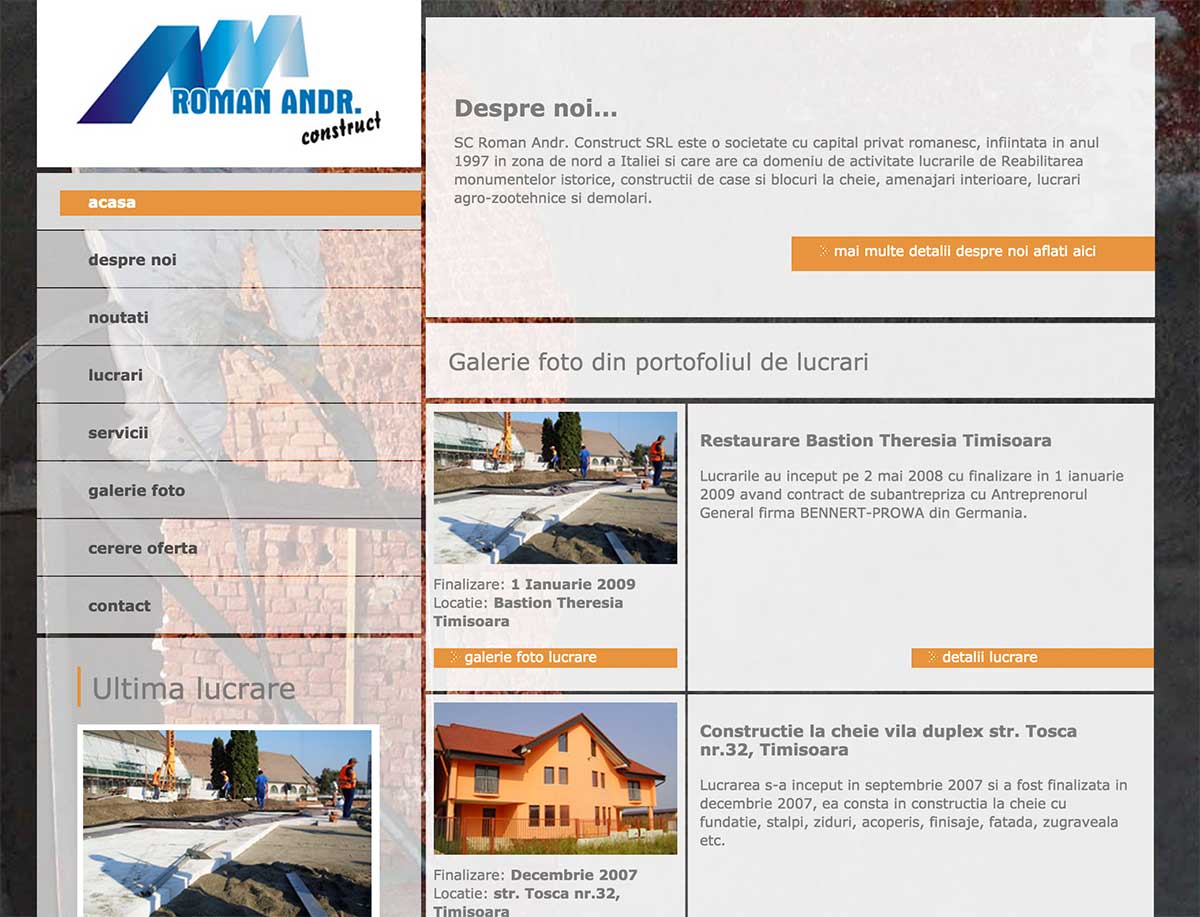 ROMAN ANDR.
construct
acasa
despre noi
noutati
lucrari
servicii
galerie foto
cerere oferta
contact
Ultima lucrare
Despre noi...
SC Roman Andr. Construct SRL este o societate cu capital privat romanesc, infiintata in anul
1997 in zona de nord a Italiei si care are ca domeniu de activitate lucrarile de Reabilitarea
monumentelor istorice, constructii de case si blocuri la cheie, amenajari interioare, lucrari
agro-zootehnice si demolari.
mai multe detalii despre noi aflati aici
Galerie foto din portofoliul de lucrari
Finalizare: 1 Ianuarie 2009
Locatie: Bastion Theresia
Timisoara
galerie foto lucrare
Restaurare Bastion Theresia Timisoara
Lucrarile au inceput pe 2 mai 2008 cu finalizare in 1 ianuarie
2009 avand contract de subantrepriza cu Antreprenorul
General firma BENNERT-PROWA din Germania.
detalii lucrare
Finalizare: Decembrie 2007
Locatie: str. Tosca nr.32,
Timisoara
Constructie la cheie vila duplex str. Tosca
nr.32, Timisoara
Lucrarea s-a inceput in septembrie 2007 si a fost finalizata in
decembrie 2007, ea consta in constructia la cheie cu
fundatie, stalpi, ziduri, acoperis, finisaje, fatada, zugraveala
etc.